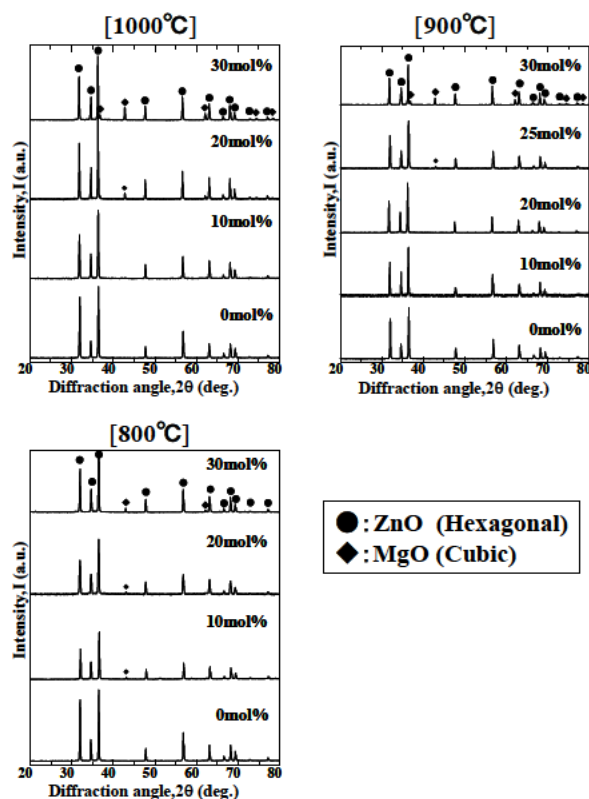 [1000℃]
30mol%
20mol%
10mol%
0mol%
Intensity,I (a.u.)
20 30 40 50 60 70 80
Diffraction angle,2θ (deg.)
[900℃]
30mol%
25mol%
20mol%
10mol%
0mol%
Intensity,I (a.u.)
20 30 40 50 60 70 80
Diffraction angle,2θ (deg.)
[800℃]
30mol%
20mol%
10mol%
0mol%
Intensity,I (a.u.)
20 30 40 50 60 70 80
Diffraction angle,2θ (deg.)
●: ZnO (Hexagonal)
◆: MgO (Cubic)